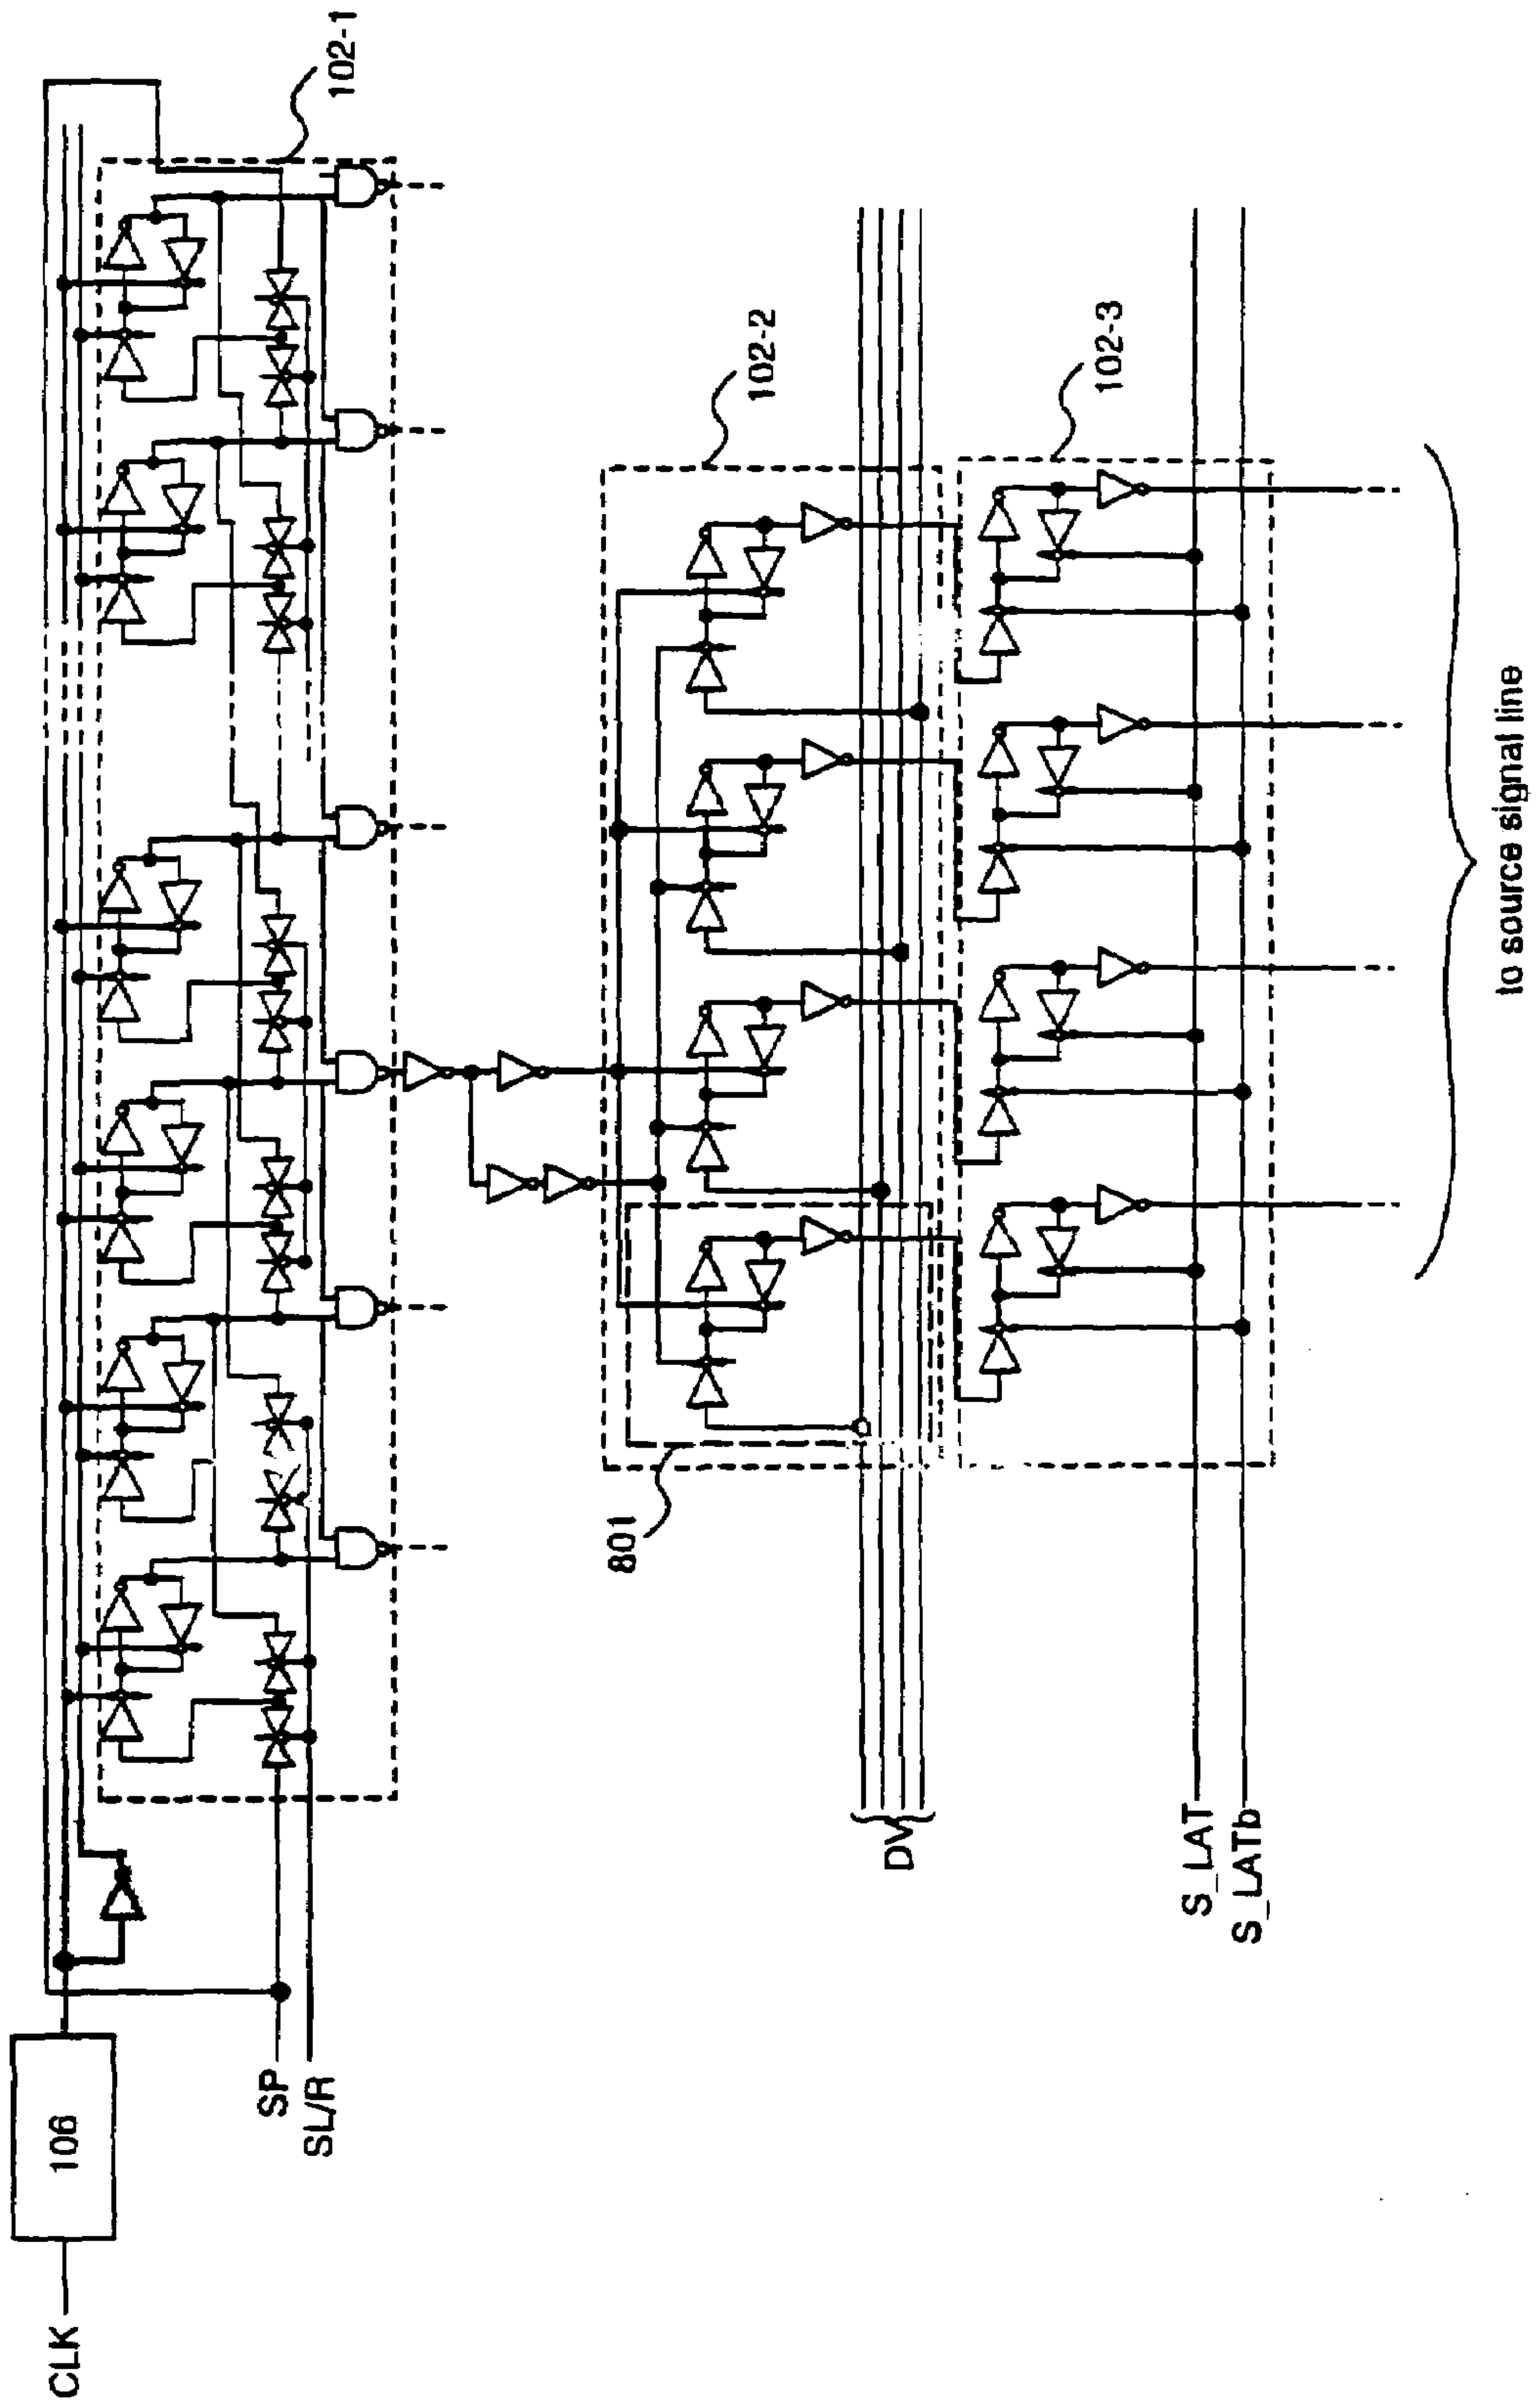 CLK
106
SP
SL/R
102-1
102-2
801
DV
102-3
S_LAT
S_LATb
to source signal line